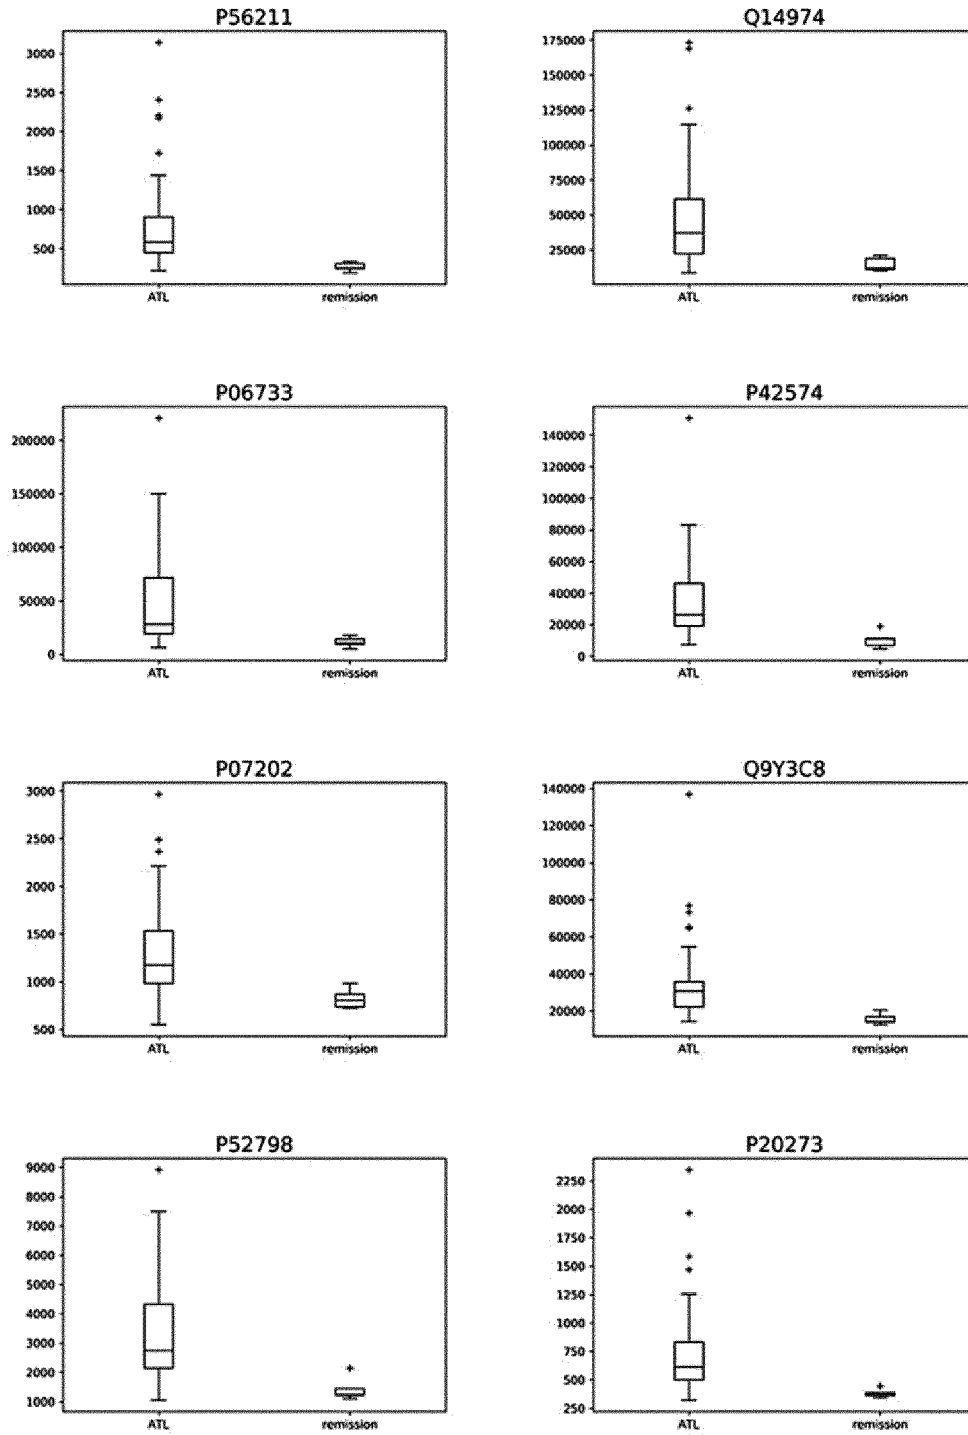 P56211
3000
2500
2000
1500
1000
500
ATL
remission
Q14974
175000
150000
125000
100000
75000
50000
25000
ATL
remission
P06733
200000
150000
100000
50000
0
ATL
remission
P42574
140000
120000
100000
80000
60000
40000
20000
0
ATL
remission
P07202
3000
2500
2000
1500
1000
500
ATL
remission
Q9Y3C8
140000
120000
100000
80000
60000
40000
20000
ATL
remission
P52798
9000
8000
7000
6000
5000
4000
3000
2000
1000
ATL
remission
P20273
2250
2000
1750
1500
1250
1000
750
500
250
ATL
remission